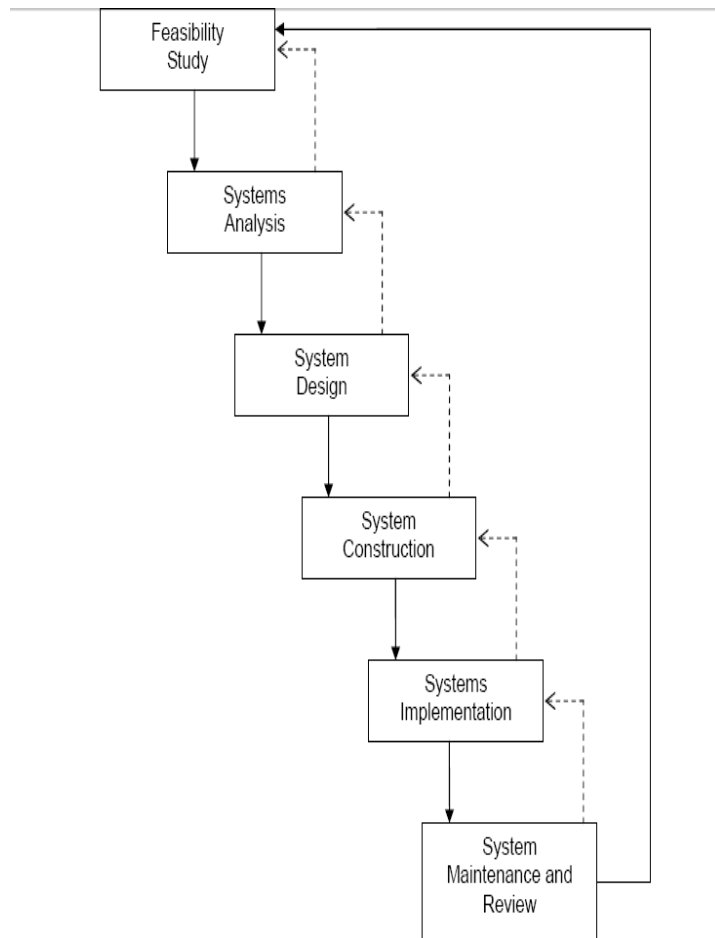 Feasibility
Study
Systems
Analysis
System
Design
System
Construction
Systems
Implementation
System
Maintenance and
Review